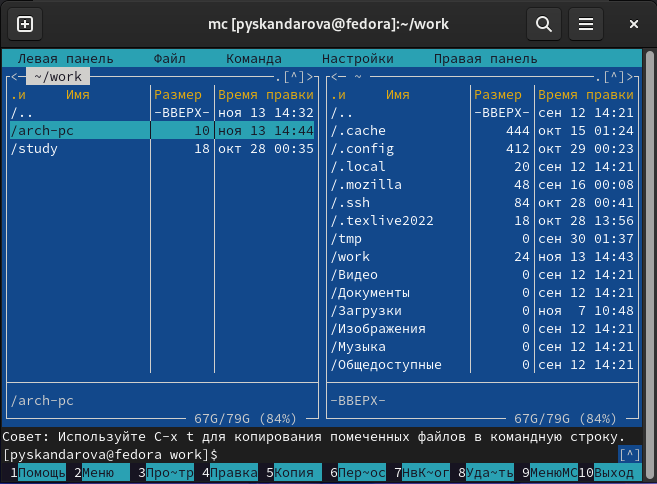 mc [pyskandarova@fedora]:~/work
Левая панель Файл Команда Настройки Правая панель
<─ ~/work .[^]> <─ ~ .[^]>
.и Имя Размер Время правки .и Имя Размер Время правки
/.. -ВВЕРХ- ноя 13 14:32 /.. -ВВЕРХ- сен 12 14:21
/arch-pc 10 ноя 13 14:44 /.cache 444 окт 15 01:24
/study 18 окт 28 00:35 /.config 412 окт 29 00:23
/.local 20 сен 12 14:21
/.mozilla 48 сен 16 00:08
/.ssh 84 окт 28 00:41
/.texlive2022 18 окт 28 13:56
/tmp 0 сен 30 01:37
/work 24 ноя 13 14:43
/Видео 0 сен 12 14:21
/Документы 0 сен 12 14:21
/Загрузки 0 ноя 7 10:48
/Изображения 0 сен 12 14:21
/Музыка 0 сен 12 14:21
/Общедоступные 0 сен 12 14:21
/arch-pc -ВВЕРХ-
67G/79G (84%) 67G/79G (84%)
Совет: Используйте C-x t для копирования помеченных файлов в командную строку.
[pyskandarova@fedora work]$ [^]
1Помощь 2Меню 3Про~тр 4Правка 5Копия 6Пер~ос 7НвК~ог 8Уда~ть 9МенюMC 10Выход